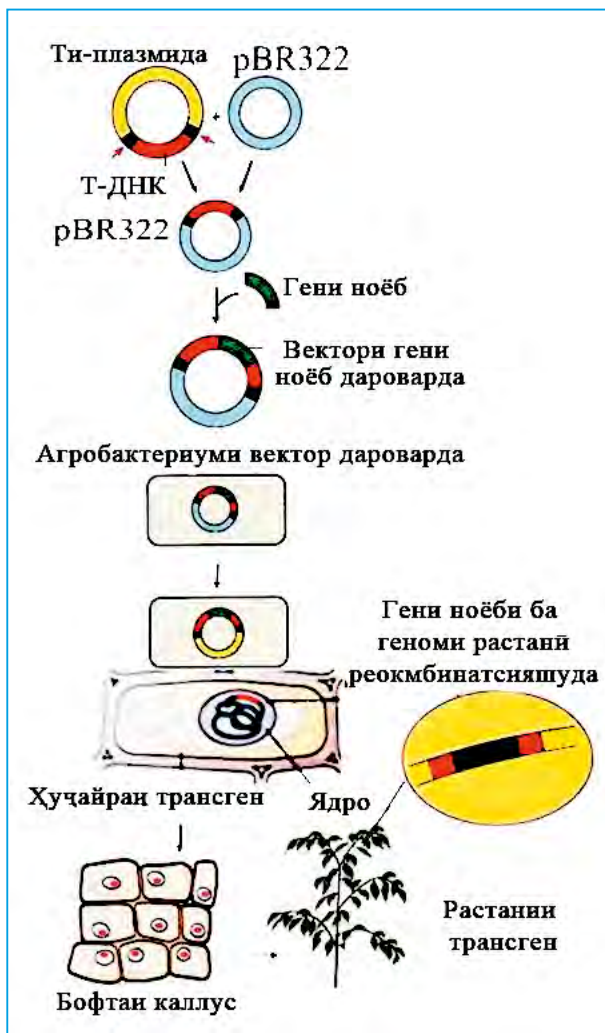 Ти-плазмида
pBR322
Т-ДНК
pBR322
Гени ноёб
Вектори гени
ноёб дароварда
Агробактериуми вектор дароварда
Гени ноёби ба
геноми растанӣ
реокмбинатсияшуда
Ҳуҷайраи трансген
Ядро
Растании
трансген
Бофтаи каллус